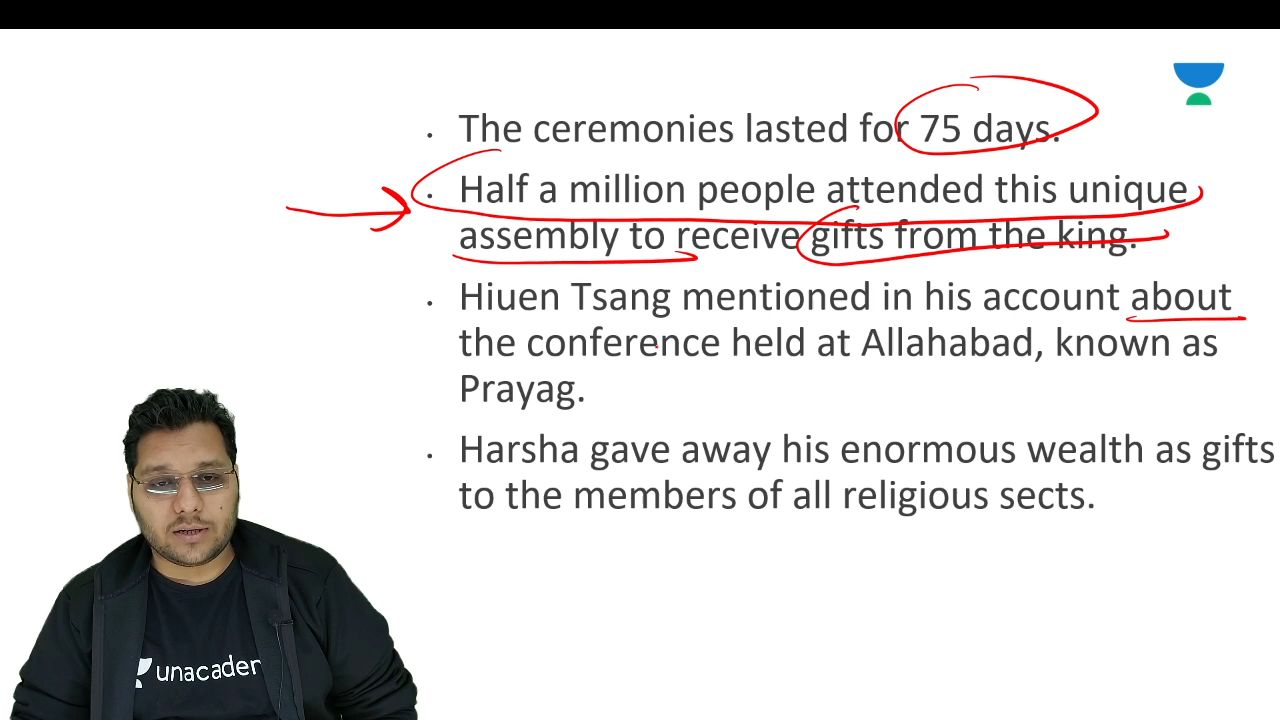 The ceremonies lasted for 75 days.
Half a million people attended this unique
assembly to receive gifts from the king.
Hiuen Tsang mentioned in his account about
the conference held at Allahabad, known as
Prayag.
Harsha gave away his enormous wealth as gifts
to the members of all religious sects.
unacadem